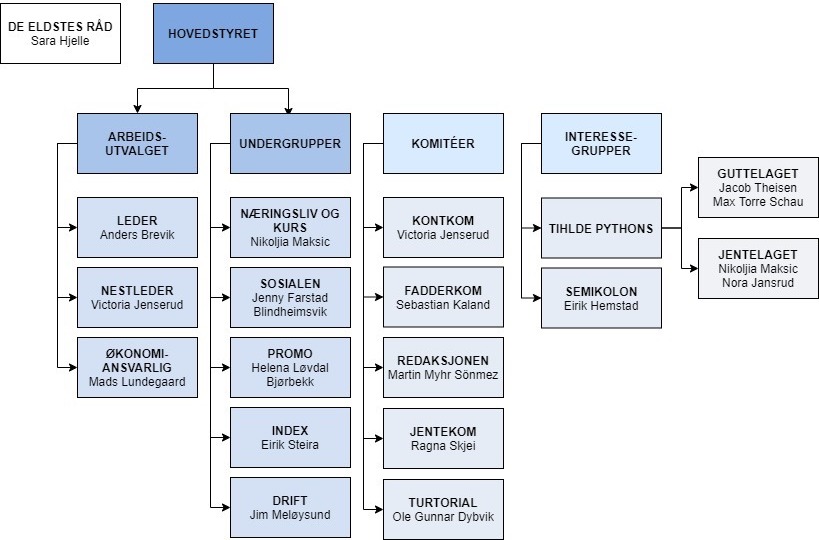 DE ELDSTES RÅD
Sara Hjelle
HOVEDSTYRET
ARBEIDS-
UTVALGET
LEDER
Anders Brevik
NESTLEDER
Victoria Jenserud
ØKONOMI-
ANSVARLIG
Mads Lundegaard
UNDERGRUPPER
NÆRINGSLIV OG
KURS
Nikoljia Maksic
SOSIALEN
Jenny Farstad
Blindheimsvik
PROMO
Helena Løvdal
Bjørbekk
INDEX
Eirik Steira
DRIFT
Jim Meløysund
KOMITÉER
KONTKOM
Victoria Jenserud
FADDERKOM
Sebastian Kaland
REDAKSJONEN
Martin Myhr Sönmez
JENTEKOM
Ragna Skjei
TURTORIAL
Ole Gunnar Dybvik
INTERESSE-
GRUPPER
TIHLDE PYTHONS
SEMIKOLON
Eirik Hemstad
GUTTELAGET
Jacob Theisen
Max Torre Schau
JENTELAGET
Nikoljia Maksic
Nora Jansrud